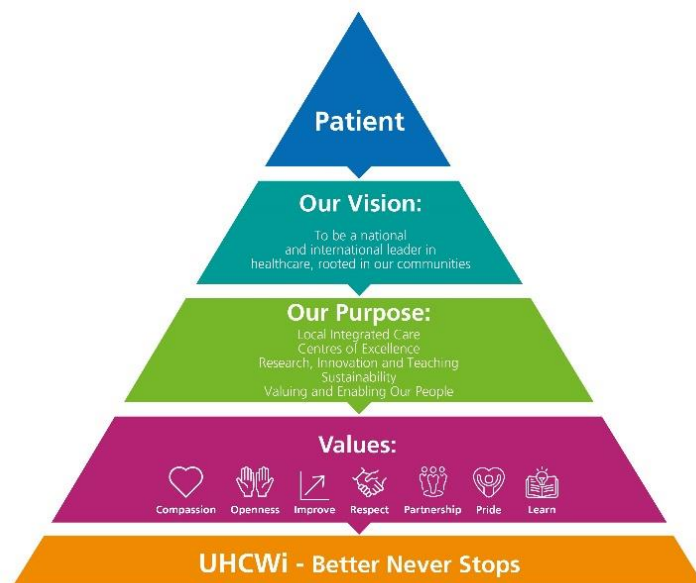 Patient
Our Vision:
To be a national
and international leader in
healthcare, rooted in our communities
Our Purpose:
Local Integrated Care
Centres of Excellence
Research, Innovation and Teaching
Sustainability
Valuing and Enabling Our People
Values:
Compassion Openness Improve Respect Partnership Pride Learn
UHCWi - Better Never Stops